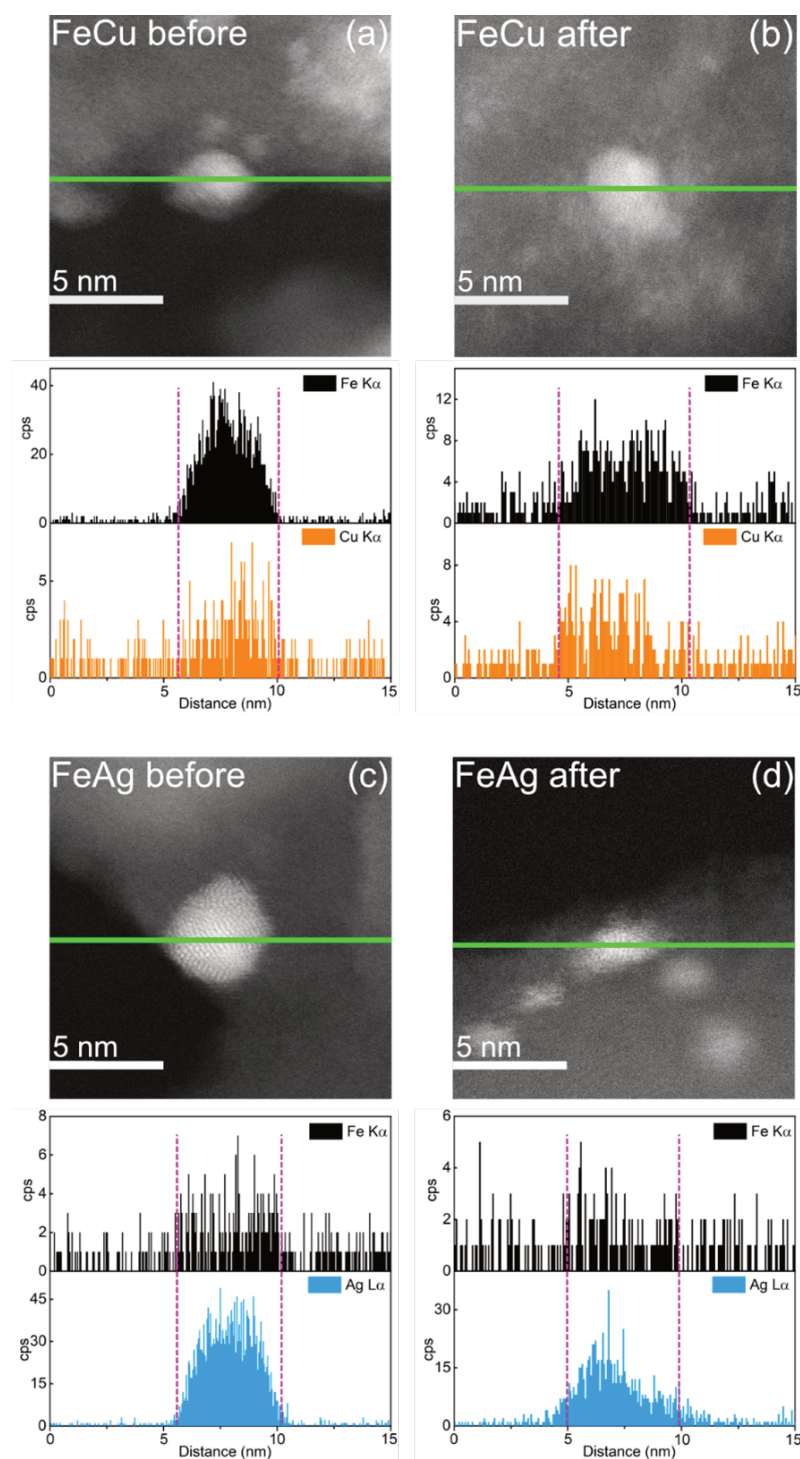 FeCu before (a)
5 nm
FeCu after (b)
5 nm
Fe Kα
40
20
0
cps
Cu Kα
5
0
cps
0 5 10 15
Distance (nm)
Fe Kα
12
8
4
0
cps
Cu Kα
8
4
0
cps
0 5 10 15
Distance (nm)
FeAg before (c)
5 nm
FeAg after (d)
5 nm
Fe Kα
8
6
4
2
0
cps
Ag Lα
45
30
15
0
cps
0 5 10 15
Distance (nm)
Fe Kα
6
4
2
0
cps
Ag Lα
30
15
0
cps
0 5 10 15
Distance (nm)